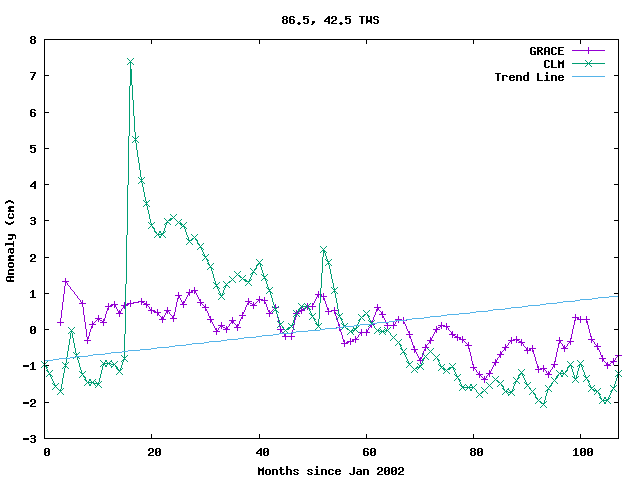 86.5, 42.5 TWS
GRACE
CLM
Trend Line
8
7
6
5
4
3
2
1
0
-1
-2
-3
Anomaly (cm)
0 20 40 60 80 100
Months since Jan 2002